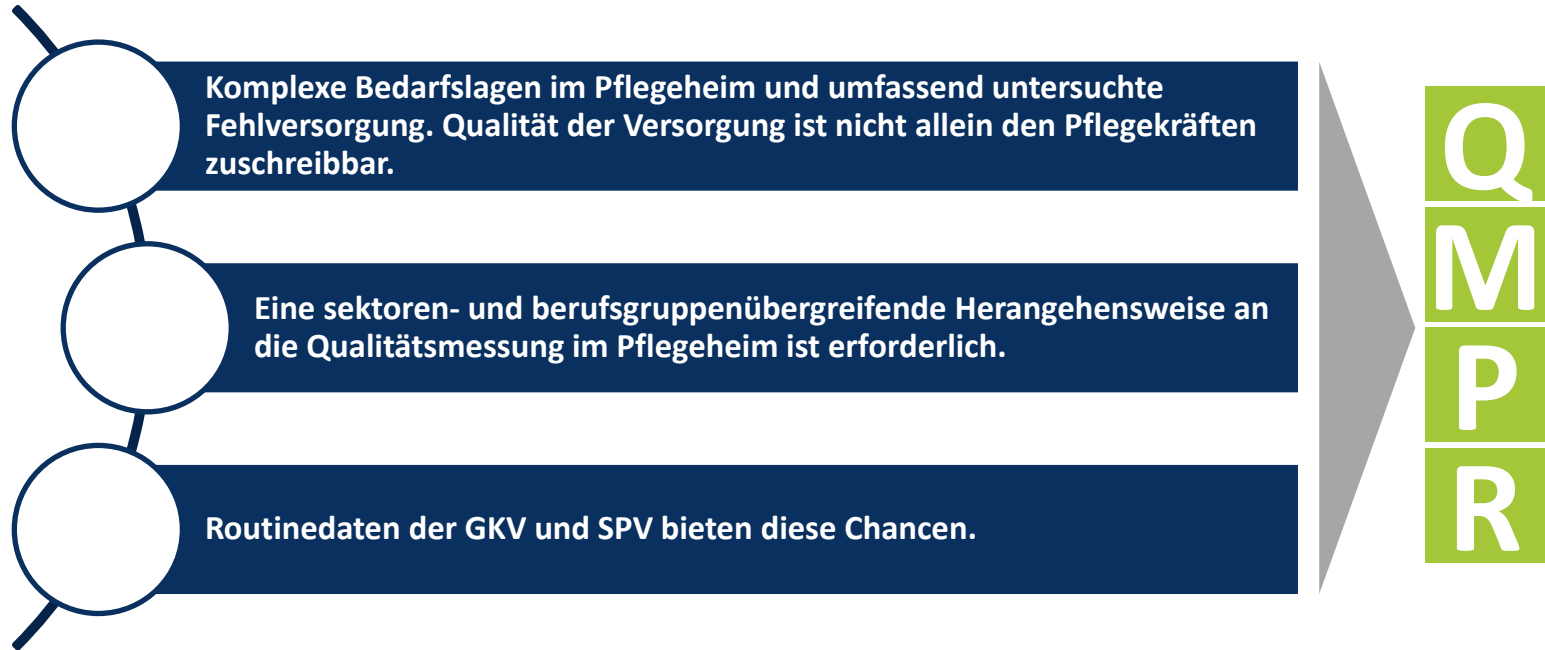 Komplexe Bedarfslagen im Pflegeheim und umfassend untersuchte
Fehlversorgung. Qualität der Versorgung ist nicht allein den Pflegekräften
zuschreibbar.
Eine sektoren- und berufsgruppenübergreifende Herangehensweise an
die Qualitätsmessung im Pflegeheim ist erforderlich.
Routinedaten der GKV und SPV bieten diese Chancen.
Q
M
P
R